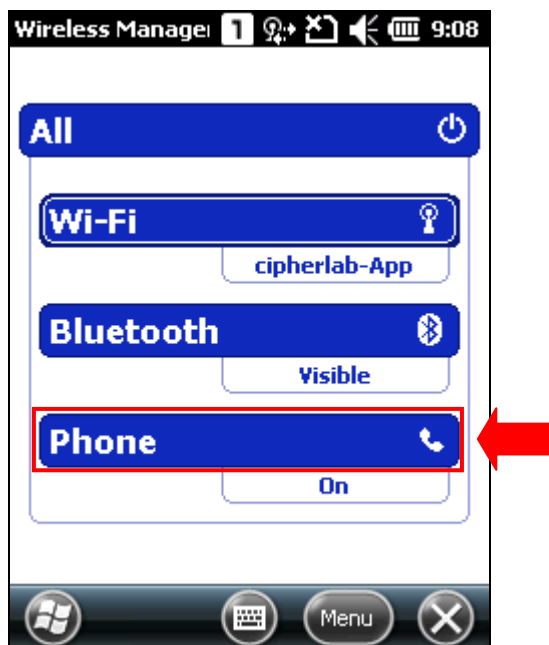 Wireless Manage 1 9:08
All
Wi-Fi
cipherlab-App
Bluetooth
Visible
Phone
On
Menu